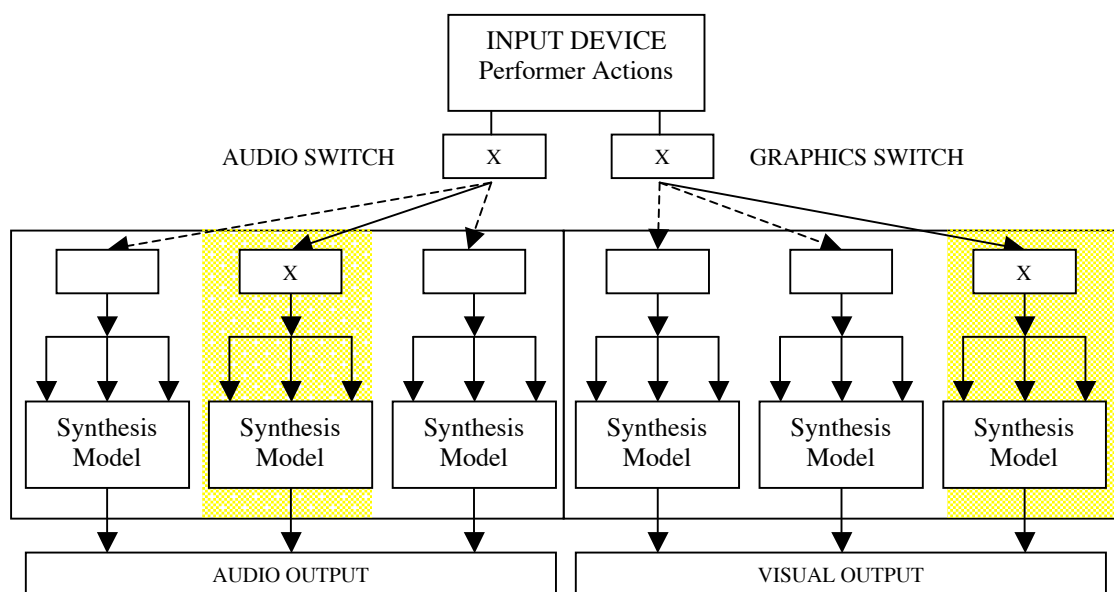 INPUT DEVICE
Performer Actions
AUDIO SWITCH
X
X
GRAPHICS SWITCH
X
X
Synthesis
Model
Synthesis
Model
Synthesis
Model
Synthesis
Model
Synthesis
Model
Synthesis
Model
AUDIO OUTPUT
VISUAL OUTPUT